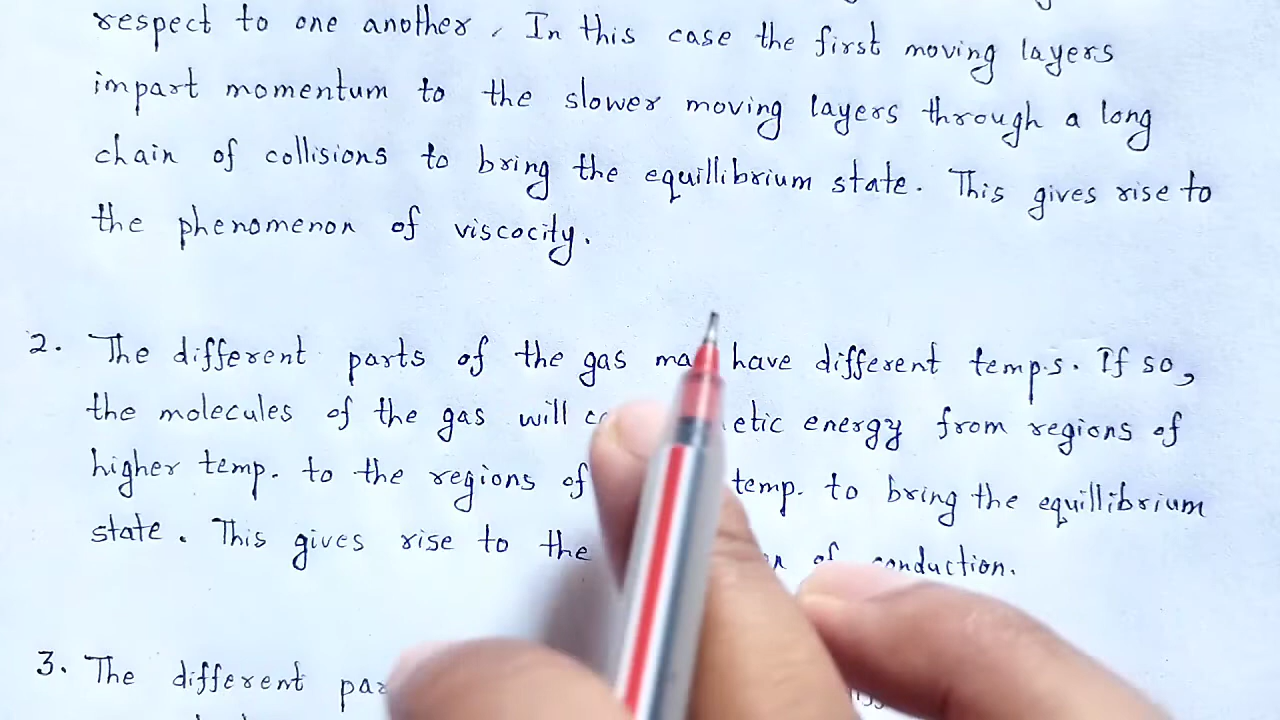 respect to one another. In this case the first moving layers
impart momentum to the slower moving layers through a long
chain of collisions to bring the equillibrium state. This gives rise to
the phenomenon of viscocity.
2. The different parts of the gas have different temps. If so,
the molecules of the gas will energy from regions of
higher temp. to the regions of temp. to bring the equillibrium
state. This gives rise to the of conduction.
3. The different